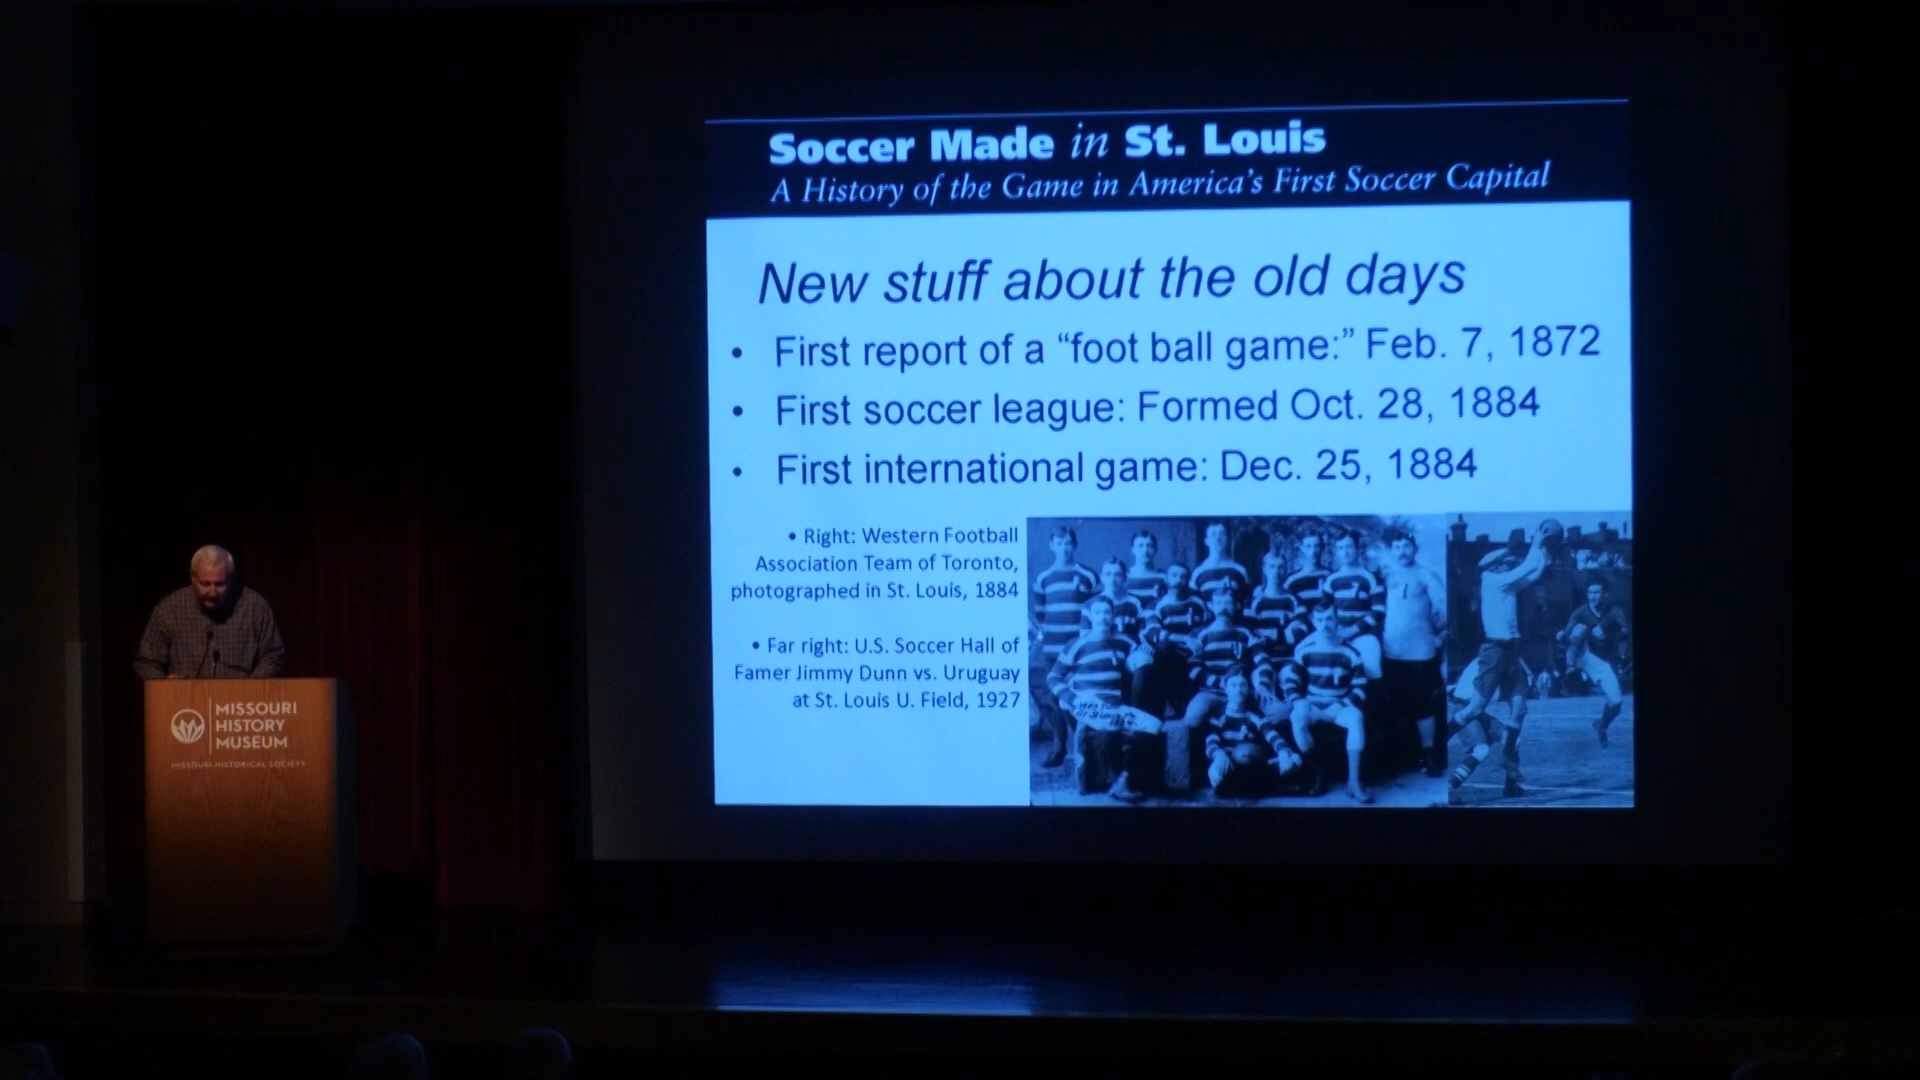 Soccer Made in St. Louis
A History of the Game in America's First Soccer Capital
New stuff about the old days
• First report of a “foot ball game:” Feb. 7, 1872
• First soccer league: Formed Oct. 28, 1884
• First international game: Dec. 25, 1884
• Right: Western Football
Association Team of Toronto,
photographed in St. Louis, 1884
• Far right: U.S. Soccer Hall of
Famer Jimmy Dunn vs. Uruguay
at St. Louis U. Field, 1927
MISSOURI
HISTORY
MUSEUM
MISSOURI HISTORICAL SOCIETY